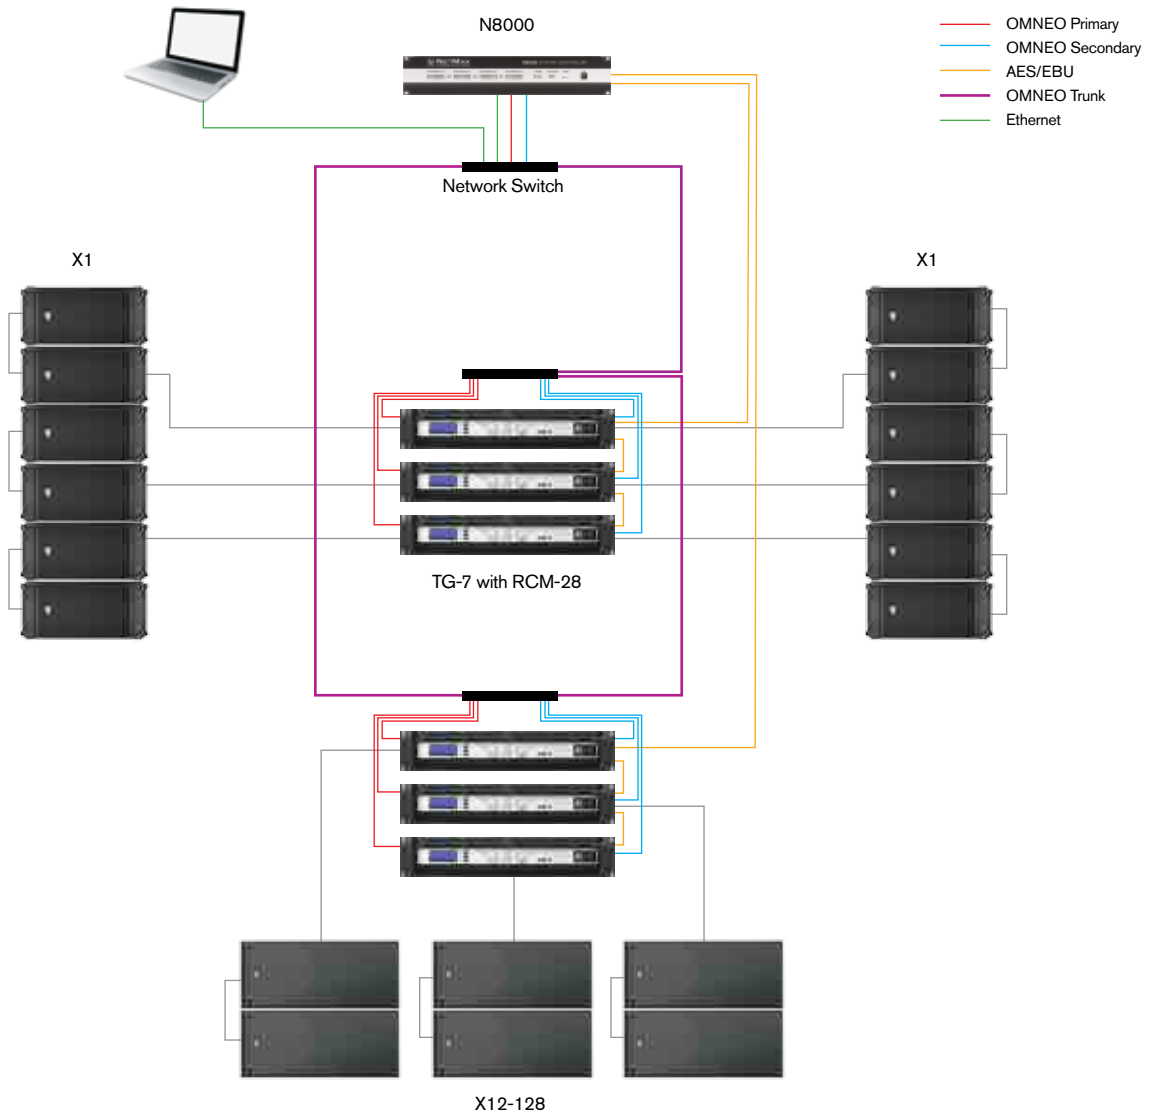 N8000
OMNEO Primary
OMNEO Secondary
AES/EBU
OMNEO Trunk
Ethernet
NETMAX
Network Switch
X1
X1
TG-7 with RCM-28
X12-128